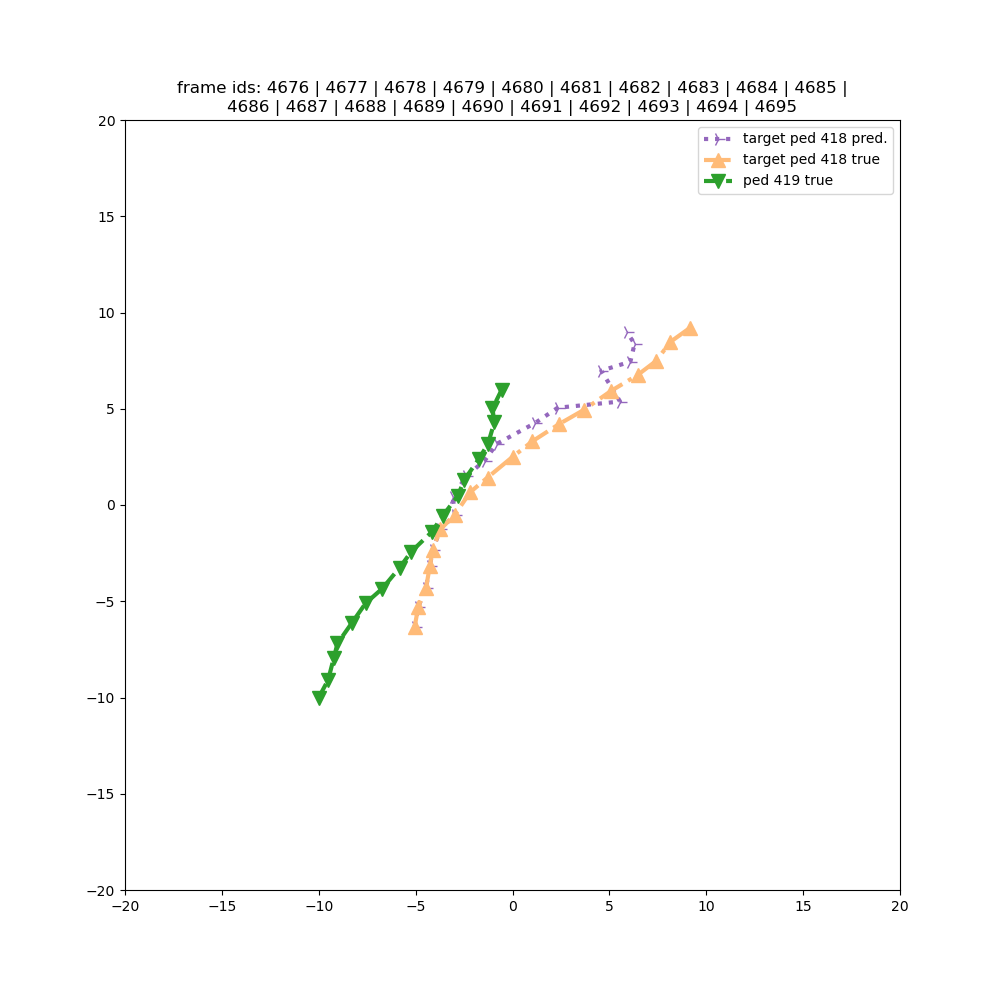 frame ids: 4676 | 4677 | 4678 | 4679 | 4680 | 4681 | 4682 | 4683 | 4684 | 4685 |
4686 | 4687 | 4688 | 4689 | 4690 | 4691 | 4692 | 4693 | 4694 | 4695
target ped 418 pred.
target ped 418 true
ped 419 true
20
15
10
5
0
−5
−10
−15
−20
−20 −15 −10 −5 0 5 10 15 20